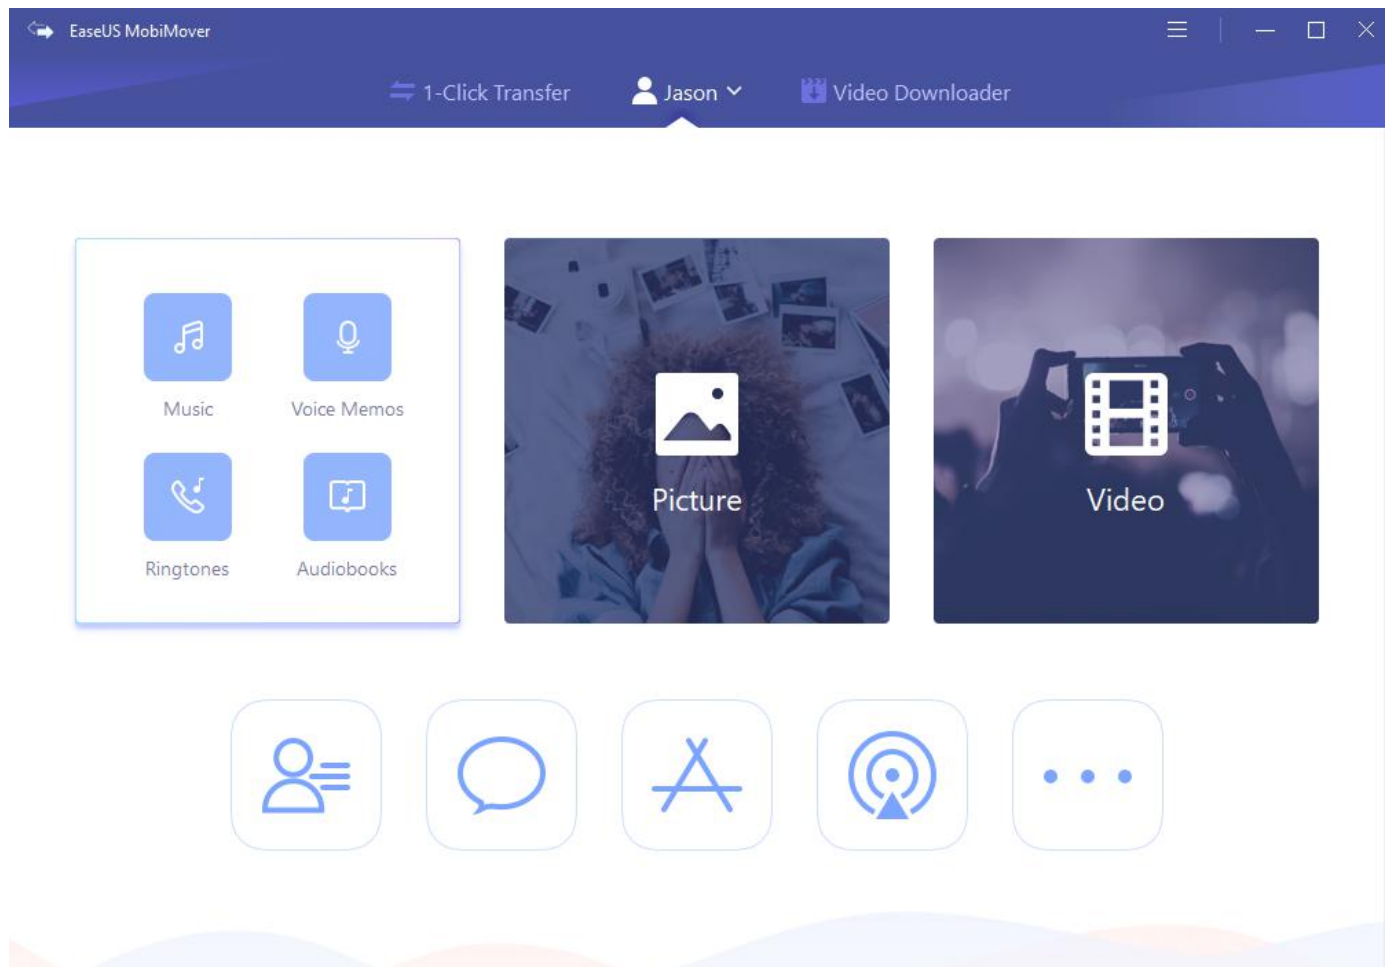 EaseUS MobiMover
1-Click Transfer
Jason
Video Downloader
Music
Voice Memos
Ringtones
Audiobooks
Picture
Video